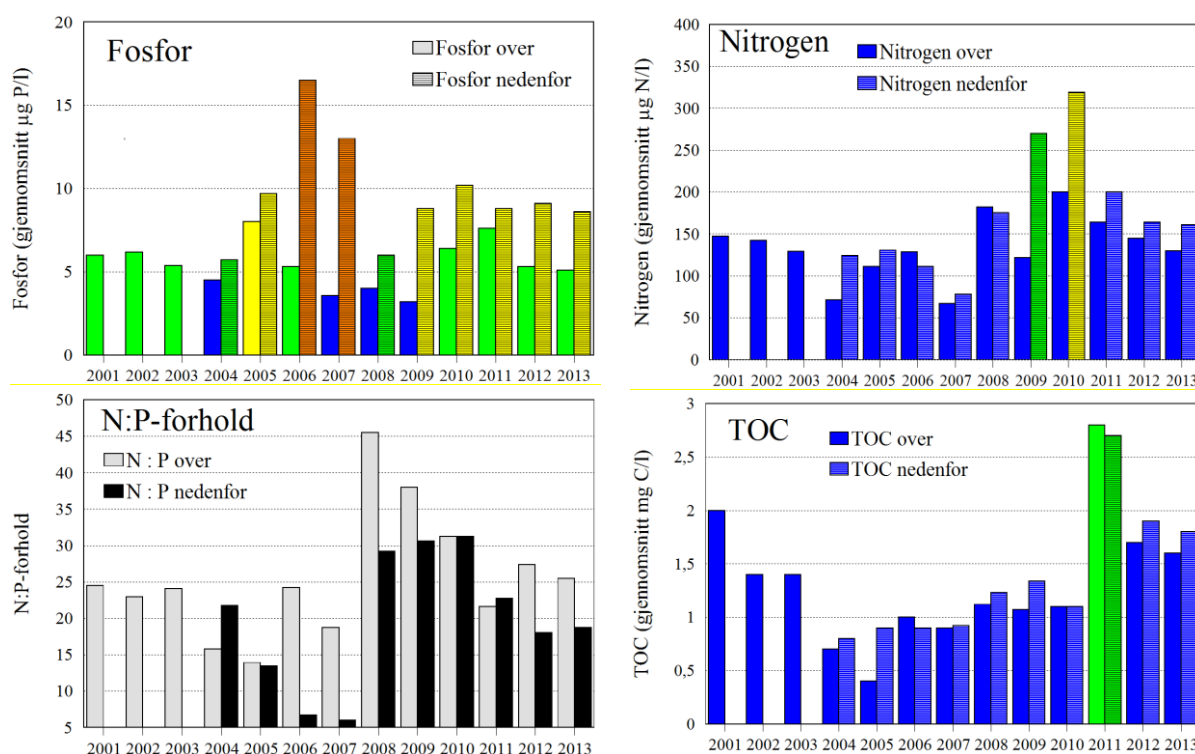 Fosfor
Fosfor over
Fosfor nedenfor
Fosfor (gjennomsnitt µg P/l)
20
15
10
5
0
2001 2002 2003 2004 2005 2006 2007 2008 2009 2010 2011 2012 2013
Nitrogen
Nitrogen over
Nitrogen nedenfor
Nitrogen (gjennomsnitt µg N/l)
400
350
300
250
200
150
100
50
0
2001 2002 2003 2004 2005 2006 2007 2008 2009 2010 2011 2012 2013
N:P-forhold
N : P over
N : P nedenfor
N:P-forhold
50
45
40
35
30
25
20
15
10
5
2001 2002 2003 2004 2005 2006 2007 2008 2009 2010 2011 2012 2013
TOC
TOC over
TOC nedenfor
TOC (gjennomsnitt mg C/l)
3
2,5
2
1,5
1
0,5
0
2001 2002 2003 2004 2005 2006 2007 2008 2009 2010 2011 2012 2013